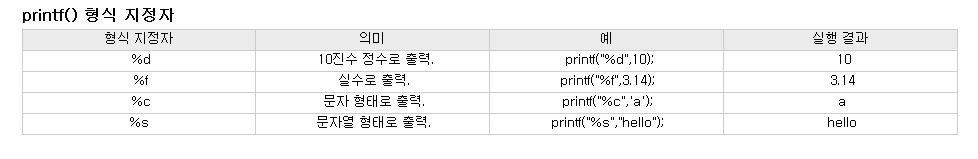 printf() 형식 지정자
형식 지정자 의미 예 실행 결과
%d 10진수 정수로 출력. printf("%d",10); 10
%f 실수로 출력. printf("%f",3.14); 3.14
%c 문자 형태로 출력. printf("%c",'a'); a
%s 문자열 형태로 출력. printf("%s","hello"); hello